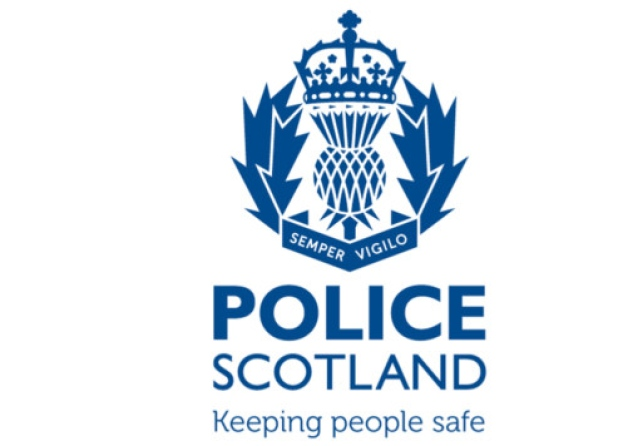 SEMPER VIGILO
POLICE
SCOTLAND
Keeping people safe